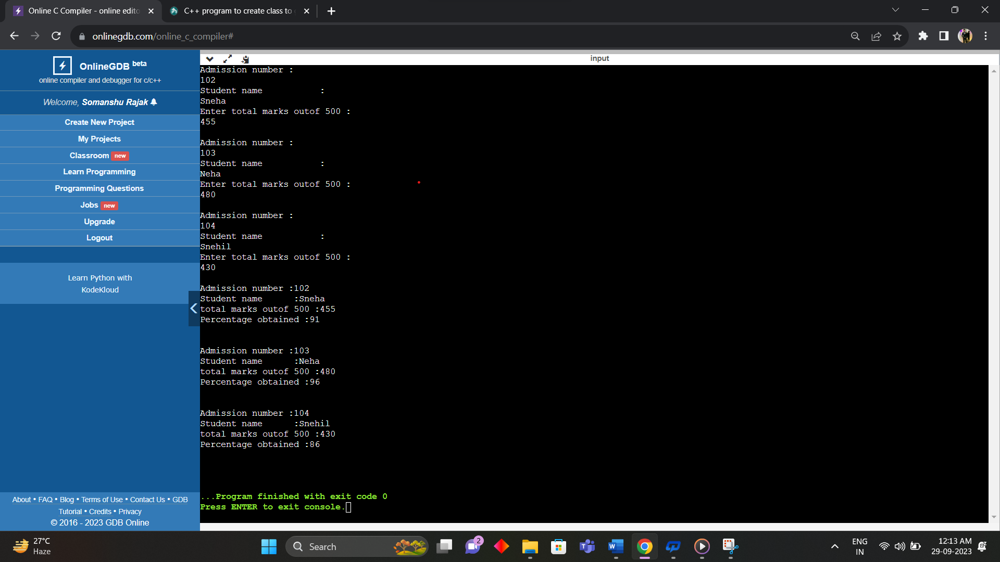 Online C Compiler - online edito
C++ program to create class to
onlinegdb.com/online_c_compiler#
OnlineGDB beta
online compiler and debugger for c/c++
Welcome, Somanshu Rajak
Create New Project
My Projects
Classroom new
Learn Programming
Programming Questions
Jobs new
Upgrade
Logout
Learn Python with
KodeKloud
About • FAQ • Blog • Terms of Use • Contact Us • GDB
Tutorial • Credits • Privacy
© 2016 - 2023 GDB Online
input
Admission number :
102
Student name :
Sneha
Enter total marks outof 500 :
455
Admission number :
103
Student name :
Neha
Enter total marks outof 500 :
480
Admission number :
104
Student name :
Snehil
Enter total marks outof 500 :
430
Admission number :102
Student name :Sneha
total marks outof 500 :455
Percentage obtained :91
Admission number :103
Student name :Neha
total marks outof 500 :480
Percentage obtained :96
Admission number :104
Student name :Snehil
total marks outof 500 :430
Percentage obtained :86
...Program finished with exit code 0
Press ENTER to exit console.
27°C
Haze
Search
2
ENG
IN
12:13 AM
29-09-2023